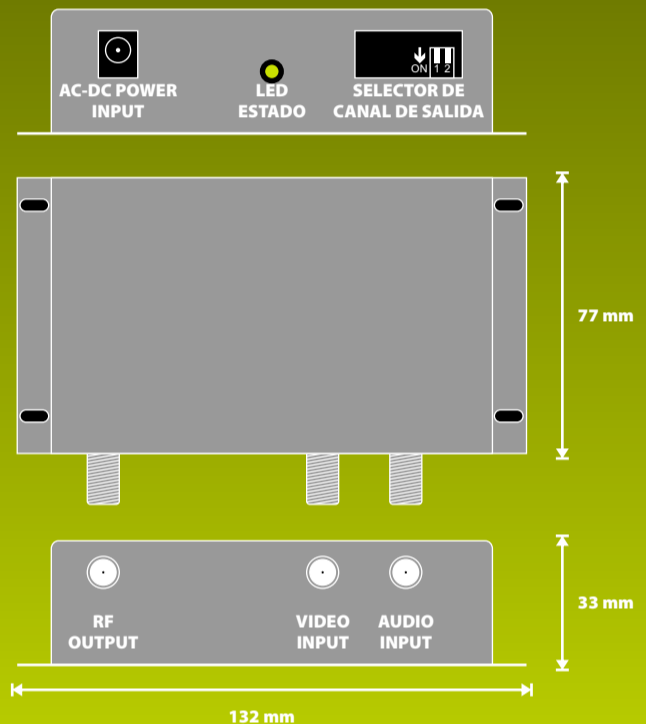 ON 1 2
AC-DC POWER
INPUT
LED
ESTADO
SELECTOR DE
CANAL DE SALIDA
77 mm
RF
OUTPUT
VIDEO
INPUT
AUDIO
INPUT
33 mm
132 mm